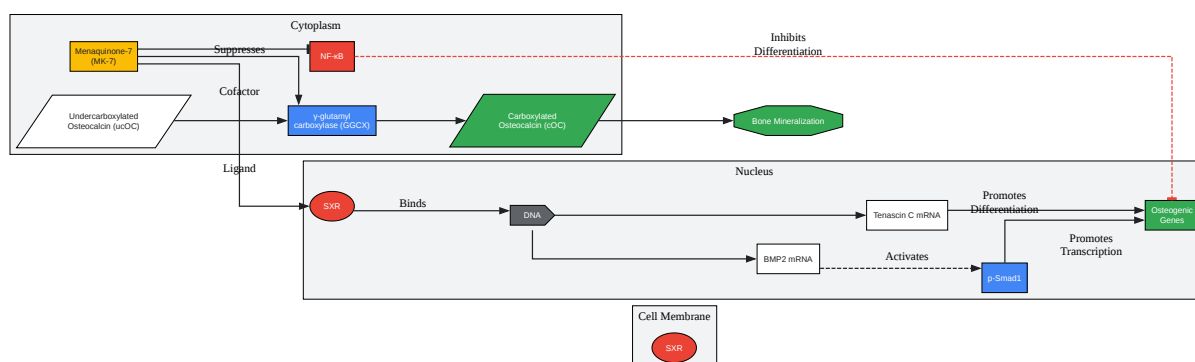 Cytoplasm
Inhibits
Differentiation
Menaquinone-7
(MK-7)
Suppresses
NF-κB
Cofactor
Undercarboxylated
Osteocalcin (ucOC)
γ-glutamyl
carboxylase (GGCX)
Carboxylated
Osteocalcin (cOC)
Bone Mineralization
Ligand
Nucleus
SXR
Binds
DNA
Tenascin C mRNA
Promotes
Differentiation
Osteogenic
Genes
BMP2 mRNA
Activates
p-Smad1
Promotes
Transcription
Cell Membrane
SXR